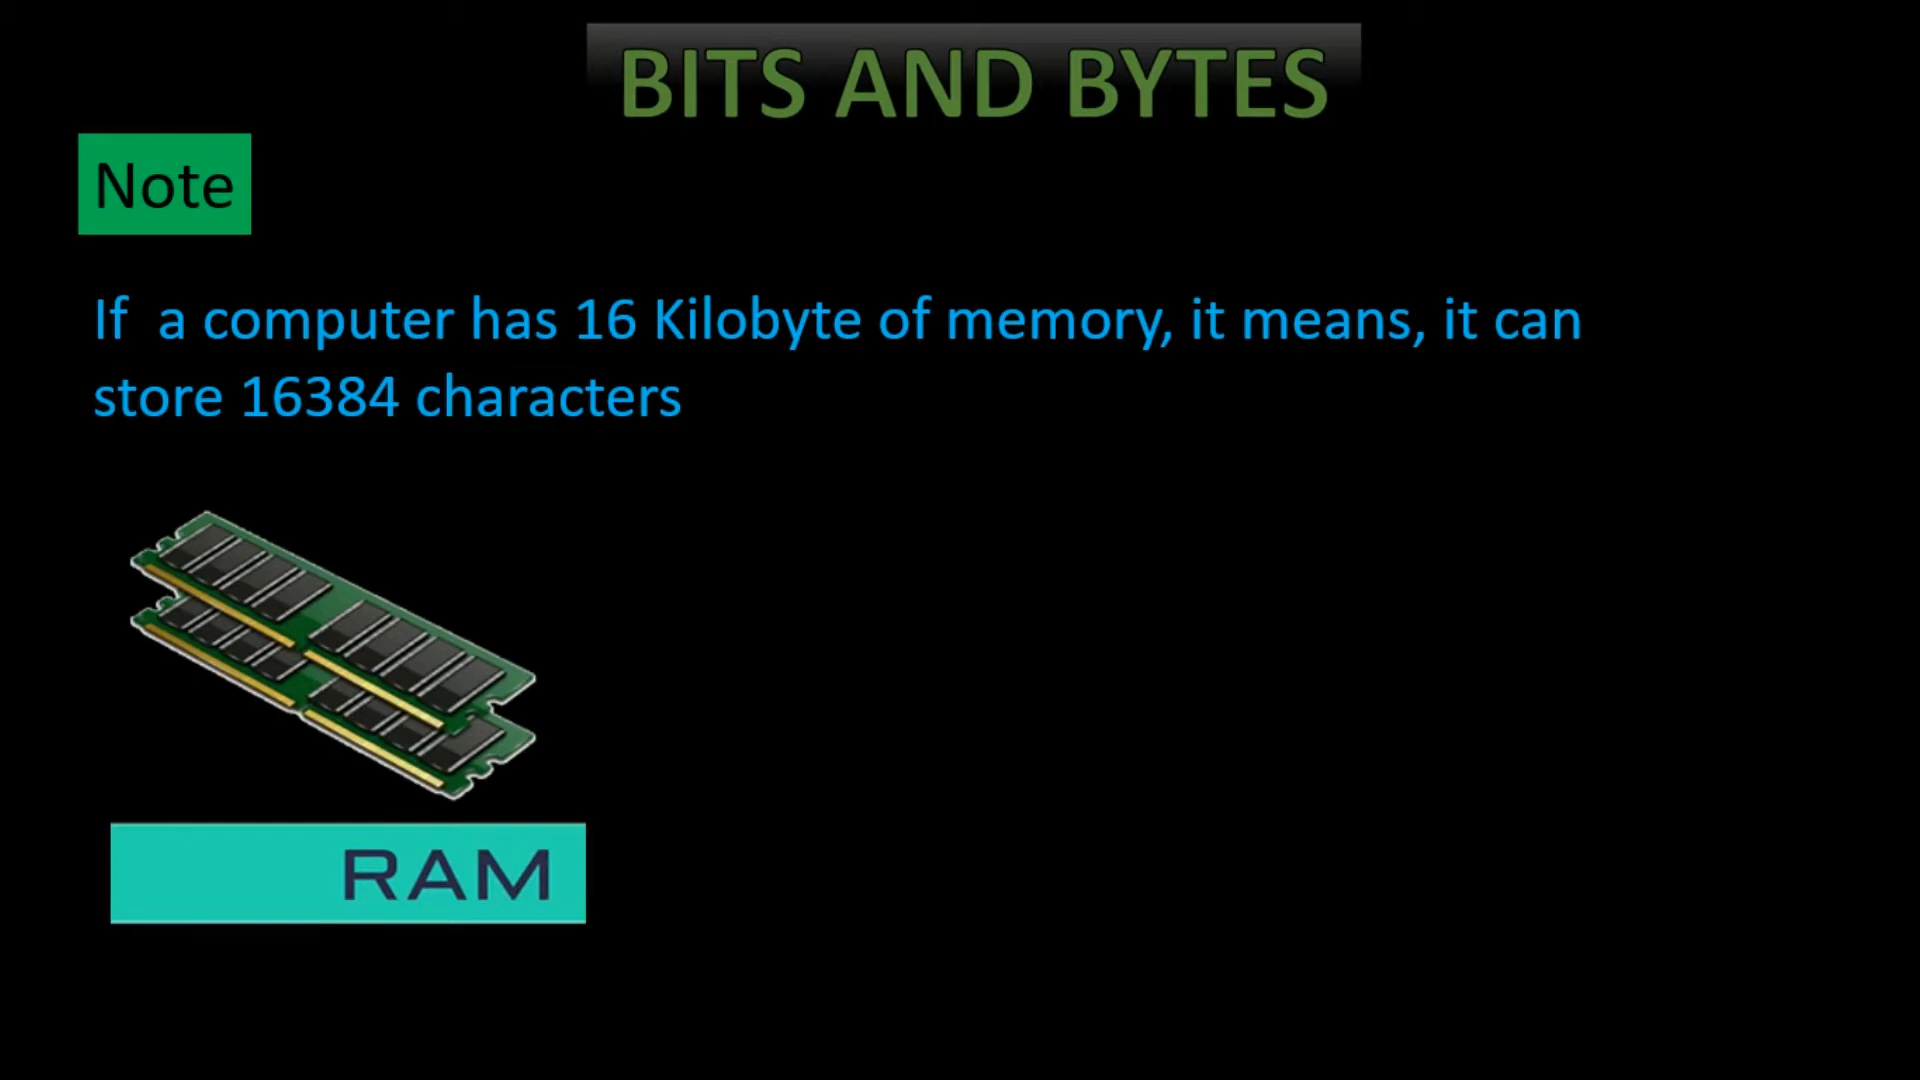 BITS AND BYTES
Note
If a computer has 16 Kilobyte of memory, it means, it can
store 16384 characters
RAM